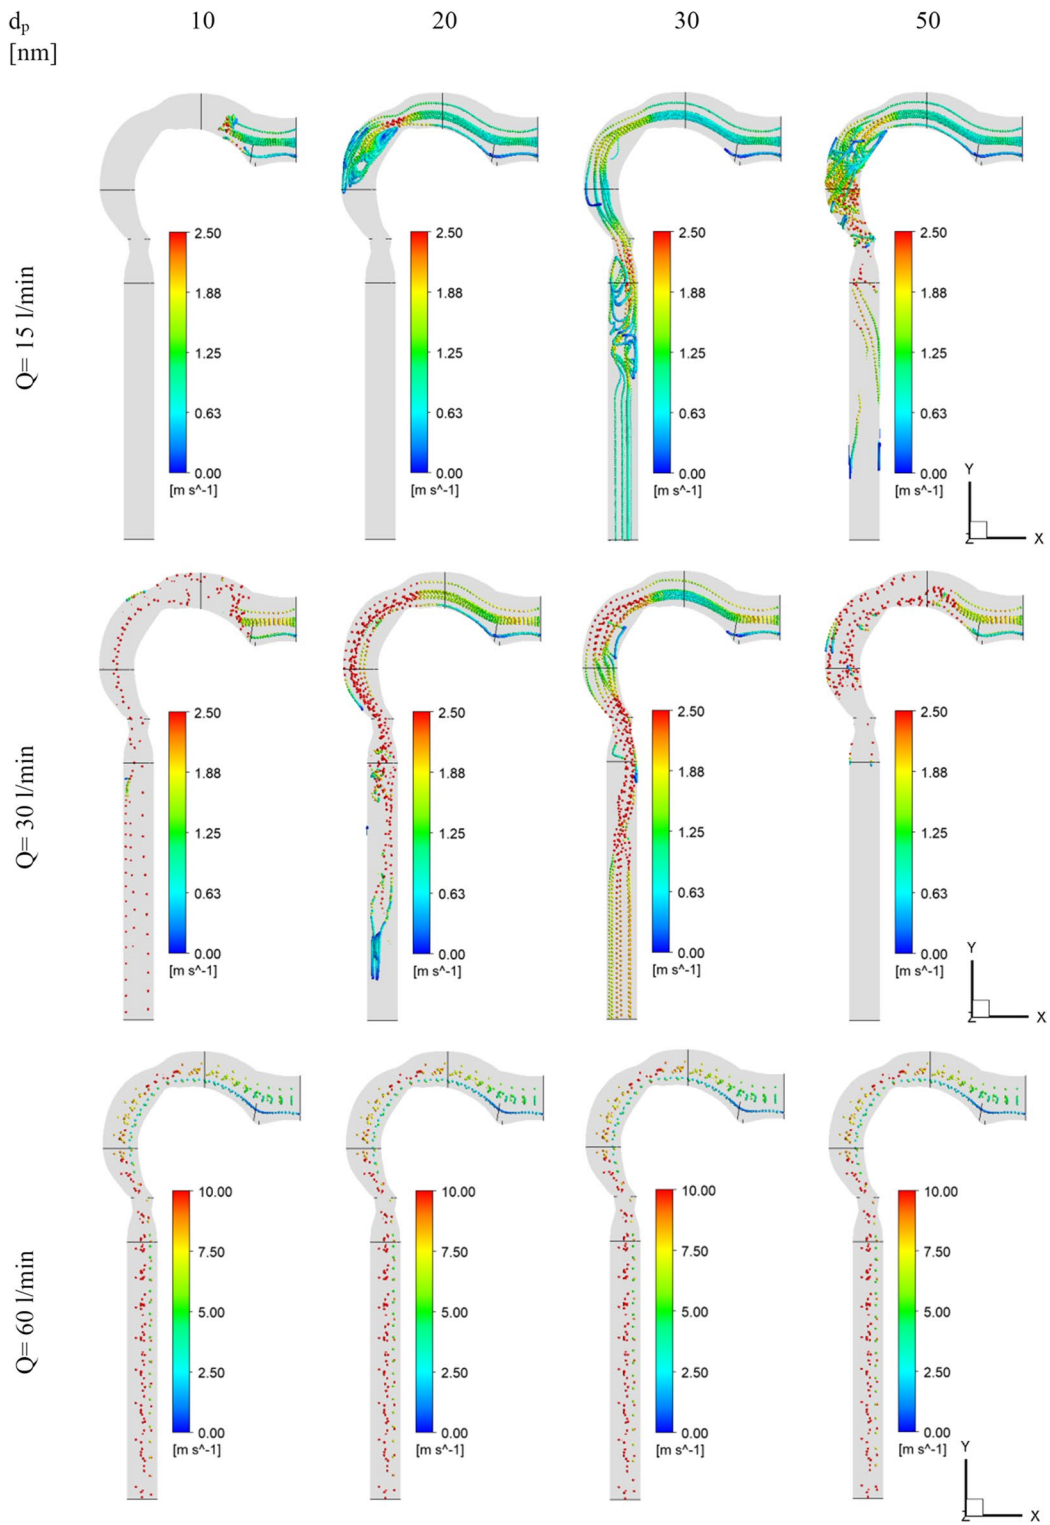 dp 10 20 30 50
[nm]
Q= 15 l/min
2.50 2.50 2.50 2.50
1.88 1.88 1.88 1.88
1.25 1.25 1.25 1.25
0.63 0.63 0.63 0.63
0.00 0.00 0.00 0.00
[m s^-1] [m s^-1] [m s^-1] [m s^-1]
Y
Z X
Q= 30 l/min
2.50 2.50 2.50 2.50
1.88 1.88 1.88 1.88
1.25 1.25 1.25 1.25
0.63 0.63 0.63 0.63
0.00 0.00 0.00 0.00
[m s^-1] [m s^-1] [m s^-1] [m s^-1]
Y
Z X
Q= 60 l/min
10.00 10.00 10.00 10.00
7.50 7.50 7.50 7.50
5.00 5.00 5.00 5.00
2.50 2.50 2.50 2.50
0.00 0.00 0.00 0.00
[m s^-1] [m s^-1] [m s^-1] [m s^-1]
Y
Z X